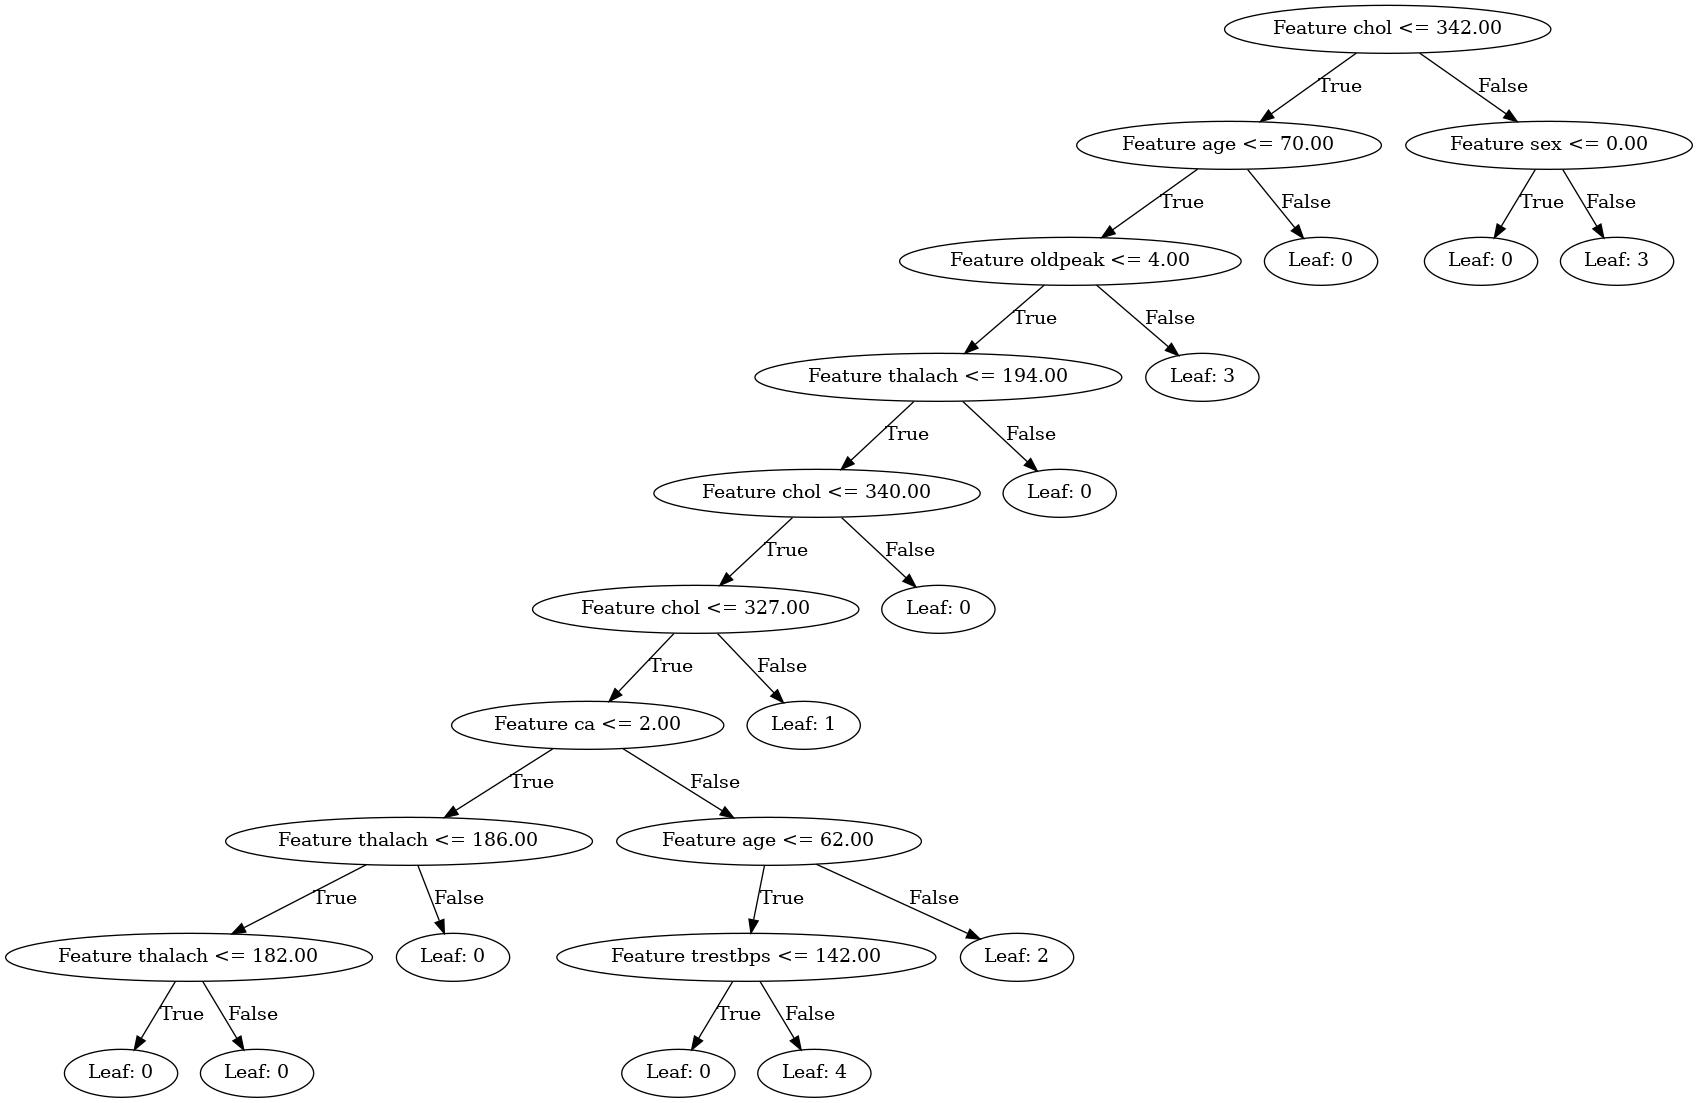 Feature chol <= 342.00
True
False
Feature age <= 70.00
Feature sex <= 0.00
True
False
True
False
Feature oldpeak <= 4.00
Leaf: 0
Leaf: 0
Leaf: 3
True
False
Feature thalach <= 194.00
Leaf: 3
True
False
Feature chol <= 340.00
Leaf: 0
True
False
Feature chol <= 327.00
Leaf: 0
True
False
Feature ca <= 2.00
Leaf: 1
True
False
Feature thalach <= 186.00
Feature age <= 62.00
True
False
True
False
Feature thalach <= 182.00
Leaf: 0
Feature trestbps <= 142.00
Leaf: 2
True
False
True
False
Leaf: 0
Leaf: 0
Leaf: 0
Leaf: 4